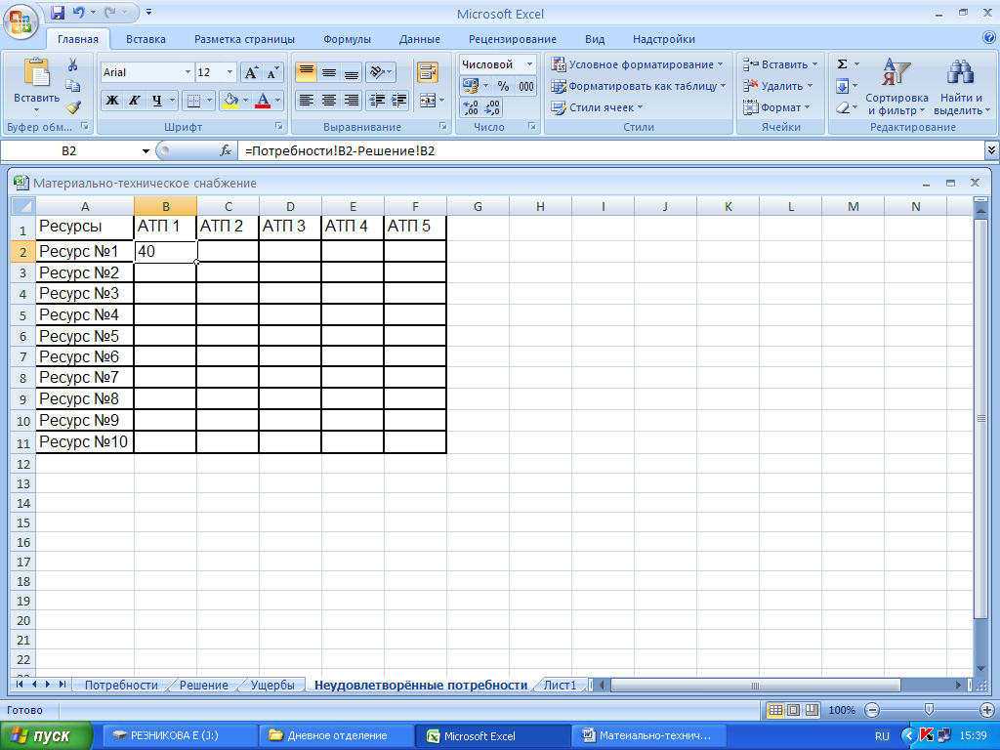 Microsoft Excel
Главная Вставка Разметка страницы Формулы Данные Рецензирование Вид Надстройки
Вставить
Буфер обм...
Arial 12
Ж К Ч
Шрифт
Выравнивание
Числовой
% 000
Число
Условное форматирование
Форматировать как таблицу
Стили ячеек
Стили
Вставить
Удалить
Формат
Ячейки
Σ
Сортировка и фильтр
Найти и выделить
Редактирование
B2 fx =Потребности!B2-Решение!B2
Материально-техническое снабжение
A B C D E F G H I J K L M N
1 Ресурсы АТП 1 АТП 2 АТП 3 АТП 4 АТП 5
2 Ресурс №1 40
3 Ресурс №2
4 Ресурс №3
5 Ресурс №4
6 Ресурс №5
7 Ресурс №6
8 Ресурс №7
9 Ресурс №8
10 Ресурс №9
11 Ресурс №10
12
13
14
15
16
17
18
19
20
21
22
Потребности Решение Ущербы Неудовлетворённые потребности Лист1
Готово 100%
пуск РЕЗНИКОВА Е (J:) Дневное отделение Microsoft Excel Матеиально-технич... RU 15:39